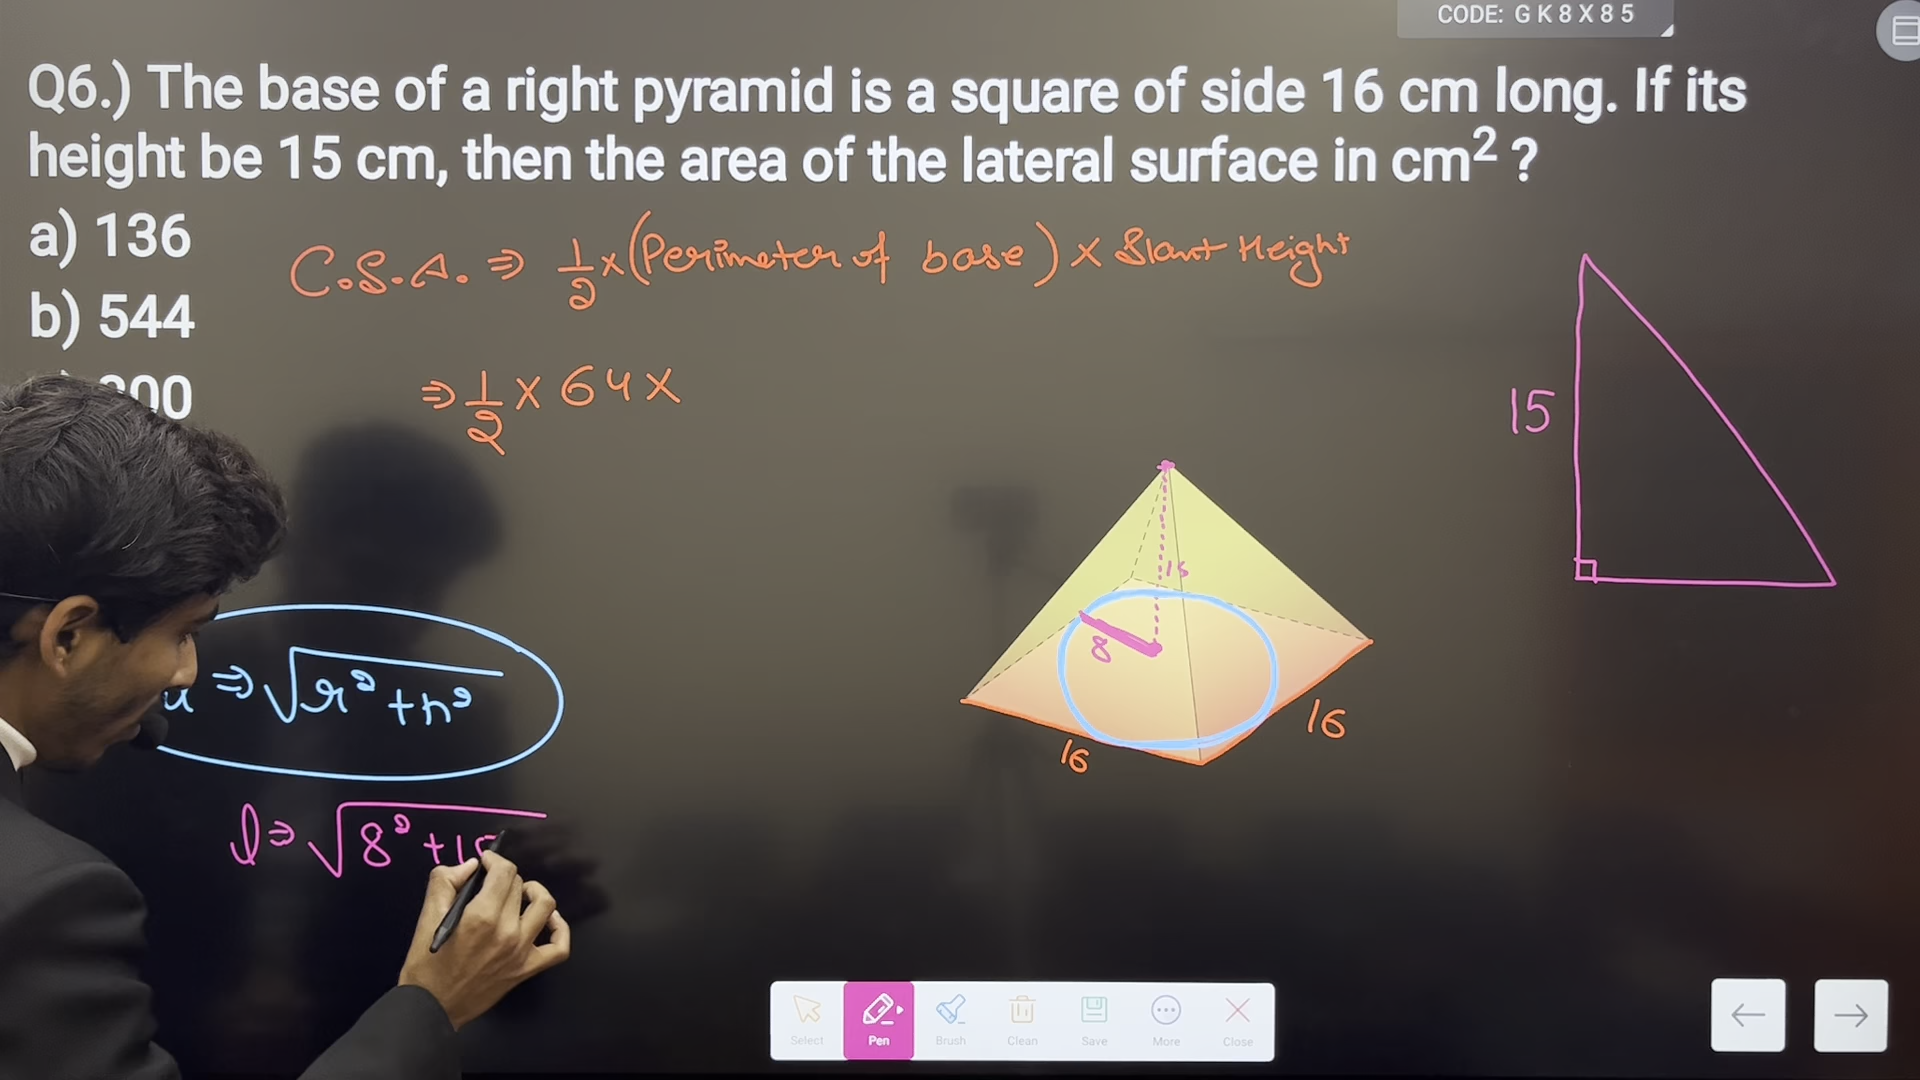 CODE: GK8X85
Q6.) The base of a right pyramid is a square of side 16 cm long. If its
height be 15 cm, then the area of the lateral surface in cm² ?
a) 136
b) 544
C.S.A. ⇒ 1/2 × (Perimeter of base) × Slant Height
⇒ 1/2 × 64 ×
15
15
8
16
16
⇒ √r² + h²
l ⇒ √8² + 15
Select
Pen
Brush
Clean
Save
More
Close